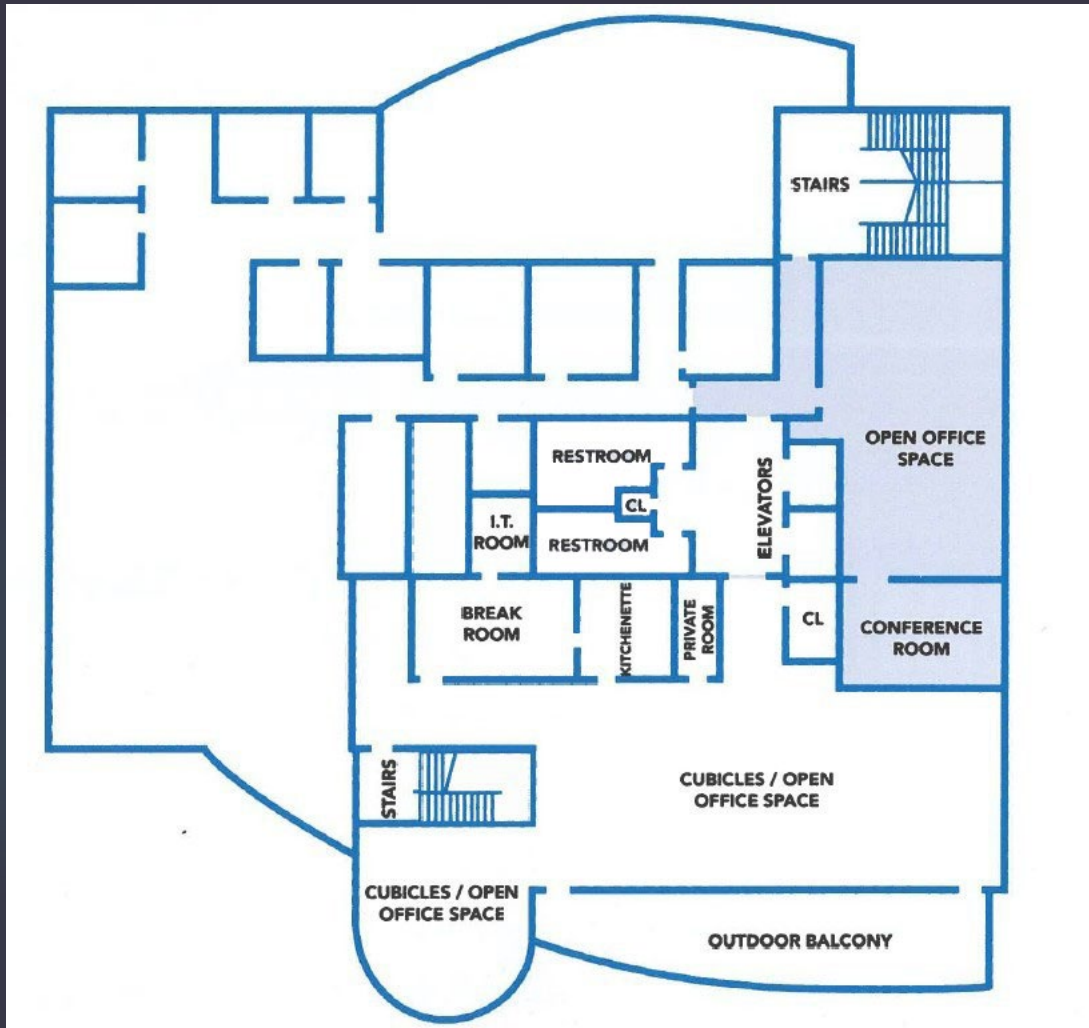 STAIRS
OPEN OFFICE
SPACE
RESTROOM
CL
ELEVATORS
I.T.
ROOM
RESTROOM
BREAK
ROOM
KITCHENETTE
PRIVATE
ROOM
CL
CONFERENCE
ROOM
STAIRS
CUBICLES / OPEN
OFFICE SPACE
CUBICLES / OPEN
OFFICE SPACE
OUTDOOR BALCONY